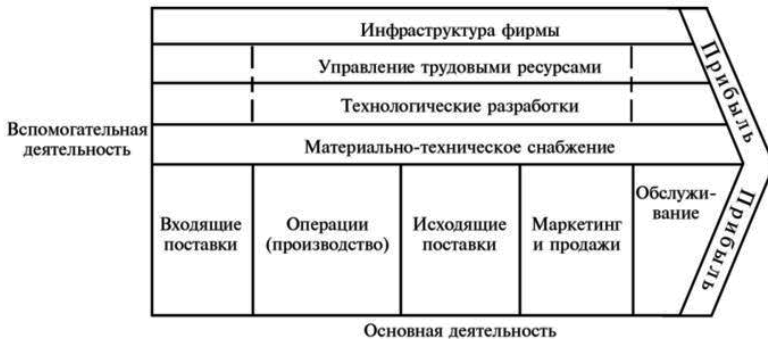 Инфраструктура фирмы
Управление трудовыми ресурсами
Технологические разработки
Материально-техническое снабжение
Вспомогательная
деятельность
Входящие
поставки
Операции
(производство)
Исходящие
поставки
Маркетинг
и продажи
Обслужи-
вание
Прибыль
Прибыль
Основная деятельность